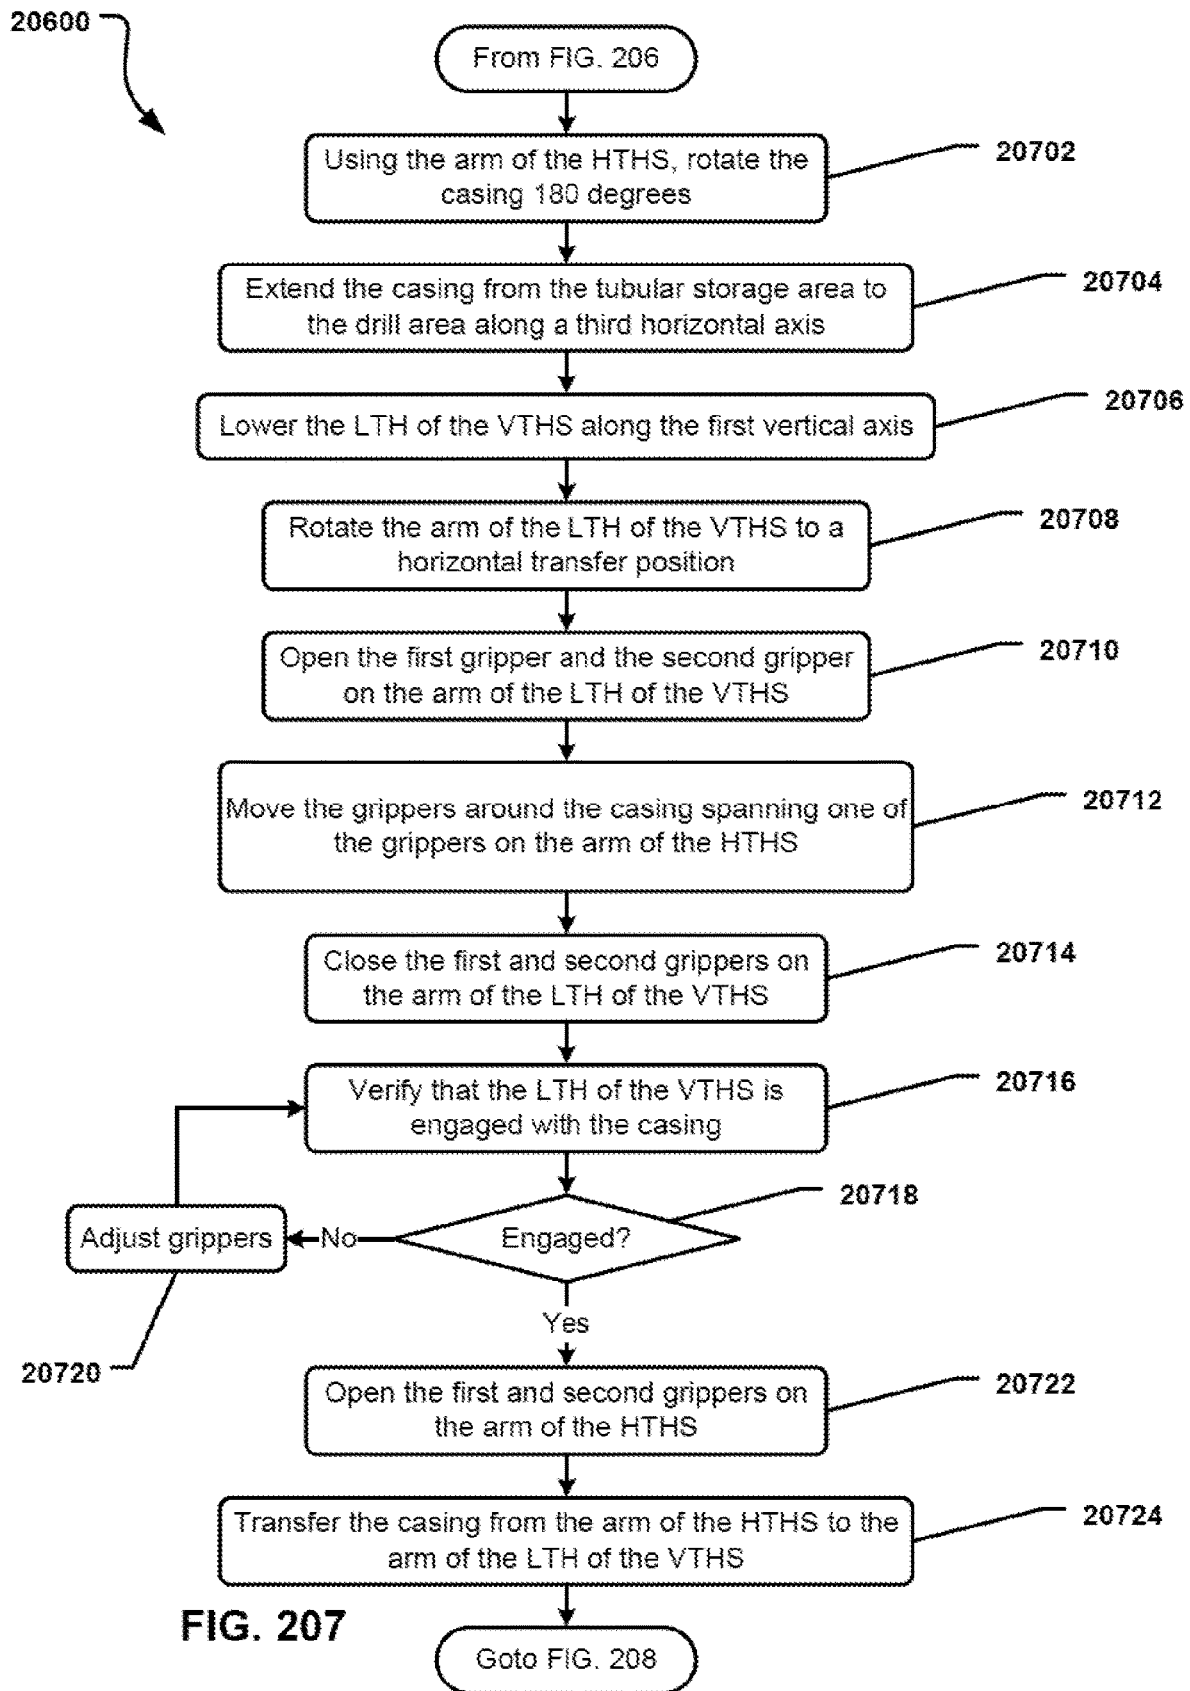 20600
From FIG. 206
Using the arm of the HTHS, rotate the
casing 180 degrees
20702
Extend the casing from the tubular storage area to
the drill area along a third horizontal axis
20704
Lower the LTH of the VTHS along the first vertical axis
20706
Rotate the arm of the LTH of the VTHS to a
horizontal transfer position
20708
Open the first gripper and the second gripper
on the arm of the LTH of the VTHS
20710
Move the grippers around the casing spanning one of
the grippers on the arm of the HTHS
20712
Close the first and second grippers on
the arm of the LTH of the VTHS
20714
Verify that the LTH of the VTHS is
engaged with the casing
20716
Engaged?
20718
No
Adjust grippers
20720
Yes
Open the first and second grippers on
the arm of the HTHS
20722
Transfer the casing from the arm of the HTHS to the
arm of the LTH of the VTHS
20724
FIG. 207
Goto FIG. 208